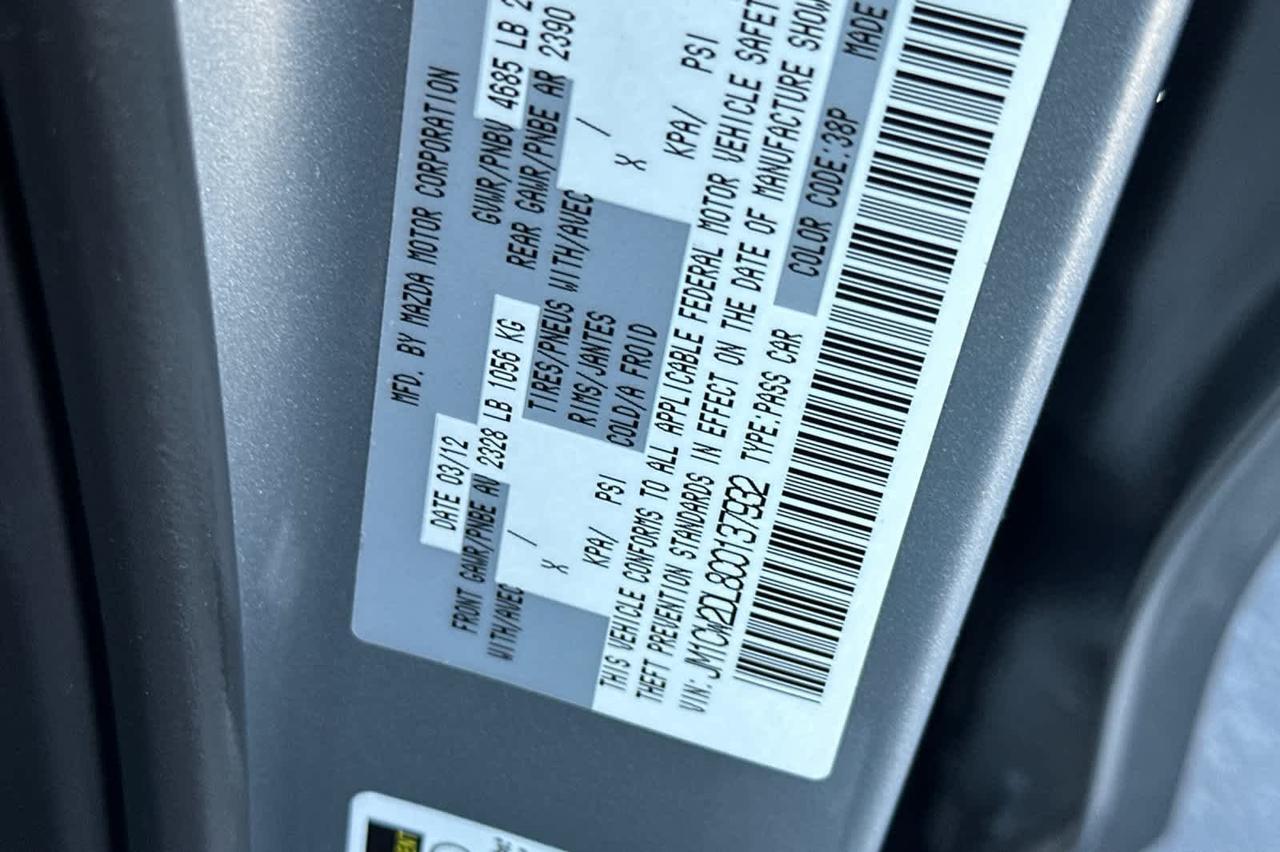 MFD. BY MAZDA MOTOR CORPORATION
DATE 03/12 GVWR/PNBV 4685 LB 2
FRONT GAWR/PNBE AV 2328 LB 1056 KG REAR GAWR/PNBE AR 2390
WITH/AVEC / TIRES/PNEUS WITH/AVEC /
X RIMS/JANTES X
KPA/ PSI COLD/A FROID KPA/ PSI
THIS VEHICLE CONFORMS TO ALL APPLICABLE FEDERAL MOTOR VEHICLE SAFET
THEFT PREVENTION STANDARDS IN EFFECT ON THE DATE OF MANUFACTURE SHOW
VIN: JM1CW2DL8C0137932 TYPE:PASS CAR COLOR CODE:38P MADE